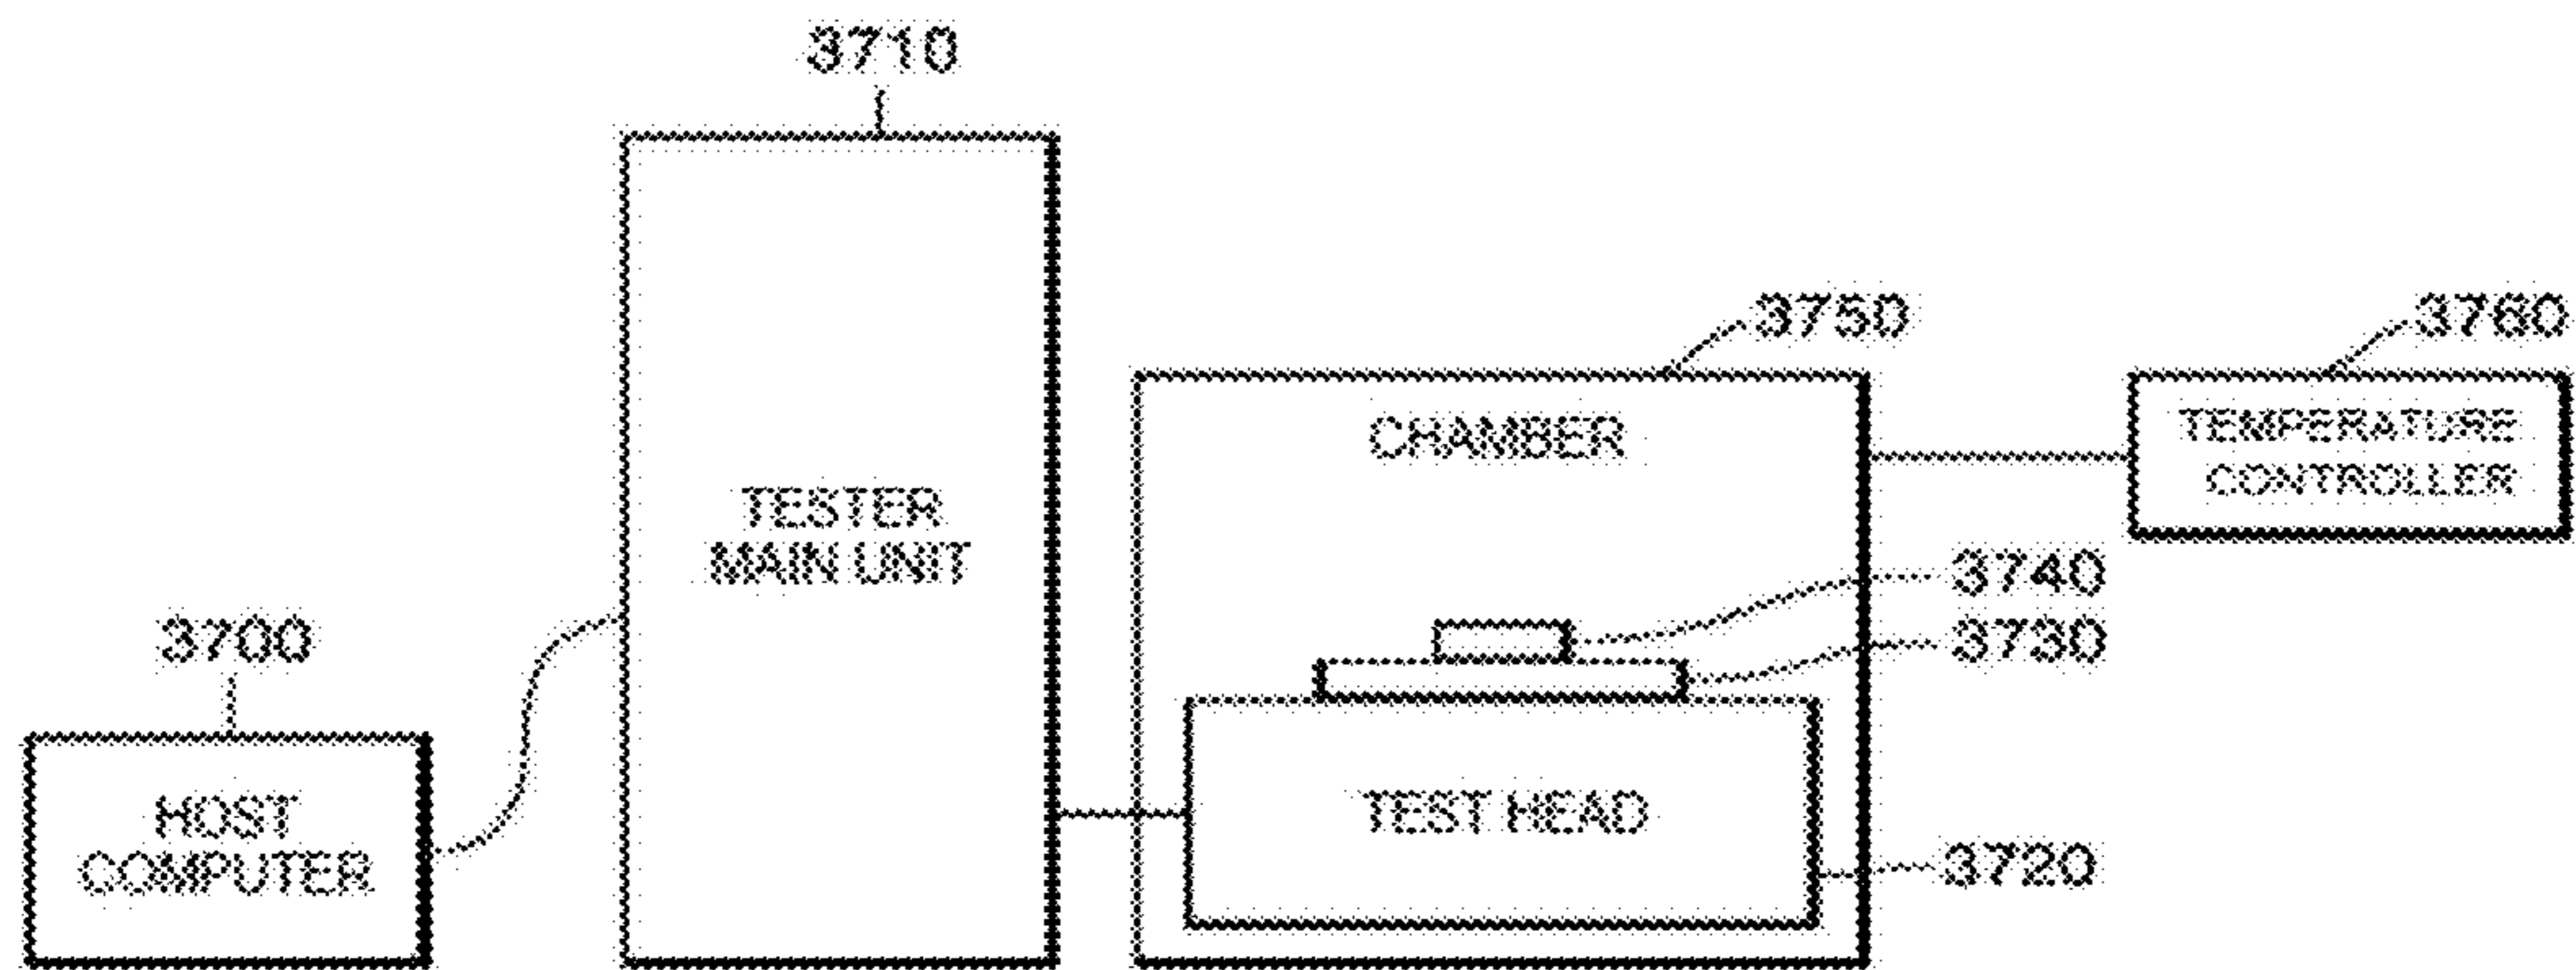 3710
3750
3760
CHAMBER
TEMPERATURE
CONTROLLER
TESTER
MAIN UNIT
3740
3730
3700
HOST
COMPUTER
TEST HEAD
3720